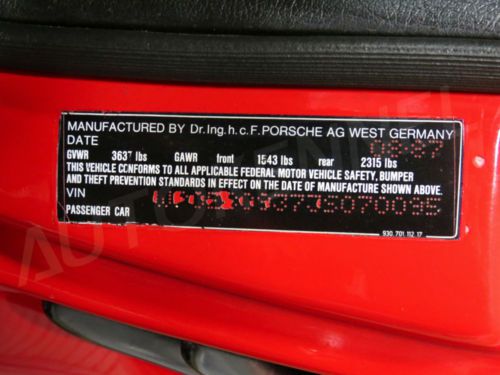 MANUFACTURED BY Dr.Ing.h.c.F.PORSCHE AG WEST GERMANY
DATE 08:87
GVWR 3637 lbs GAWR front 1543 lbs rear 2315 lbs
THIS VEHICLE CONFORMS TO ALL APPLICABLE FEDERAL MOTOR VEHICLE SAFETY, BUMPER
AND THEFT PREVENTION STANDARDS IN EFFECT ON THE DATE OF MANUFACTURE SHOWN ABOVE.
VIN
PASSENGER CAR
930.701.112.17